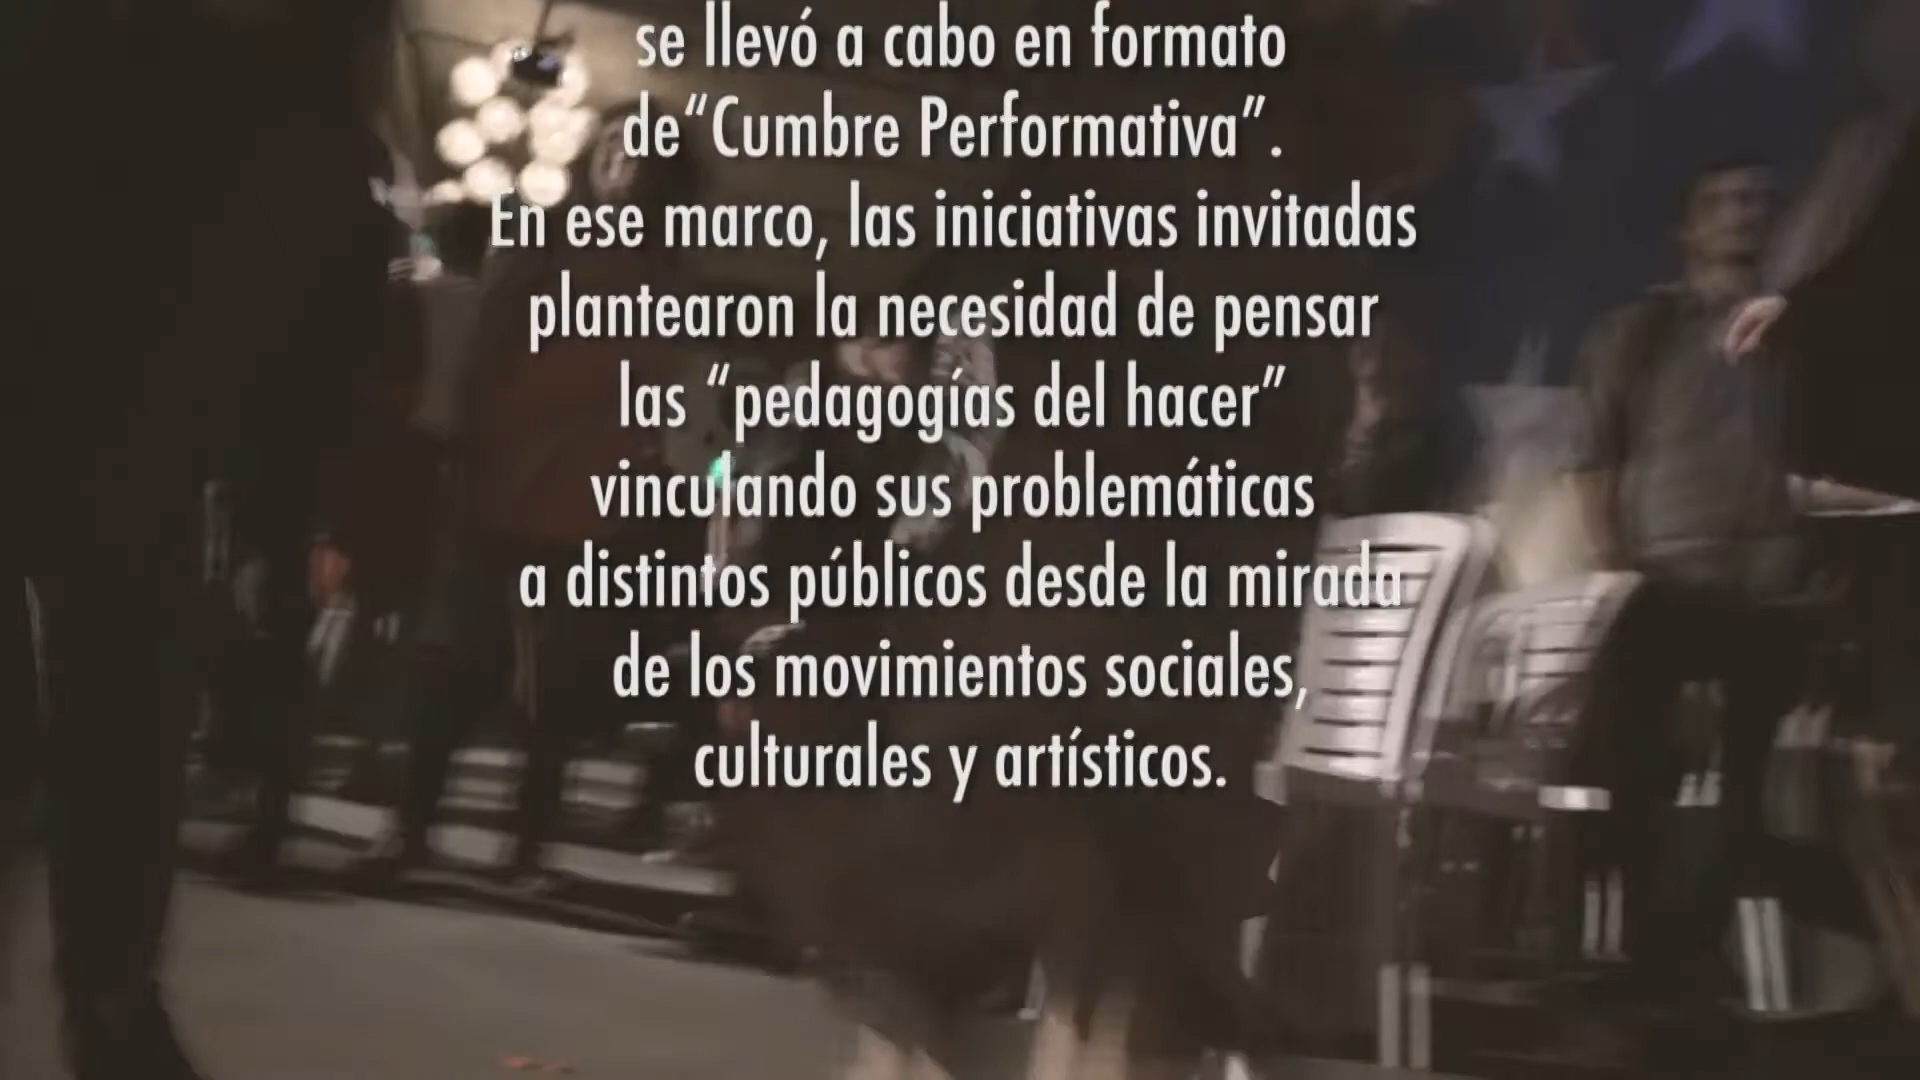 se llevó a cabo en formato
de“Cumbre Performativa”.
En ese marco, las iniciativas invitadas
plantearon la necesidad de pensar
las “pedagogías del hacer”
vinculando sus problemáticas
a distintos públicos desde la mirada
de los movimientos sociales,
culturales y artísticos.